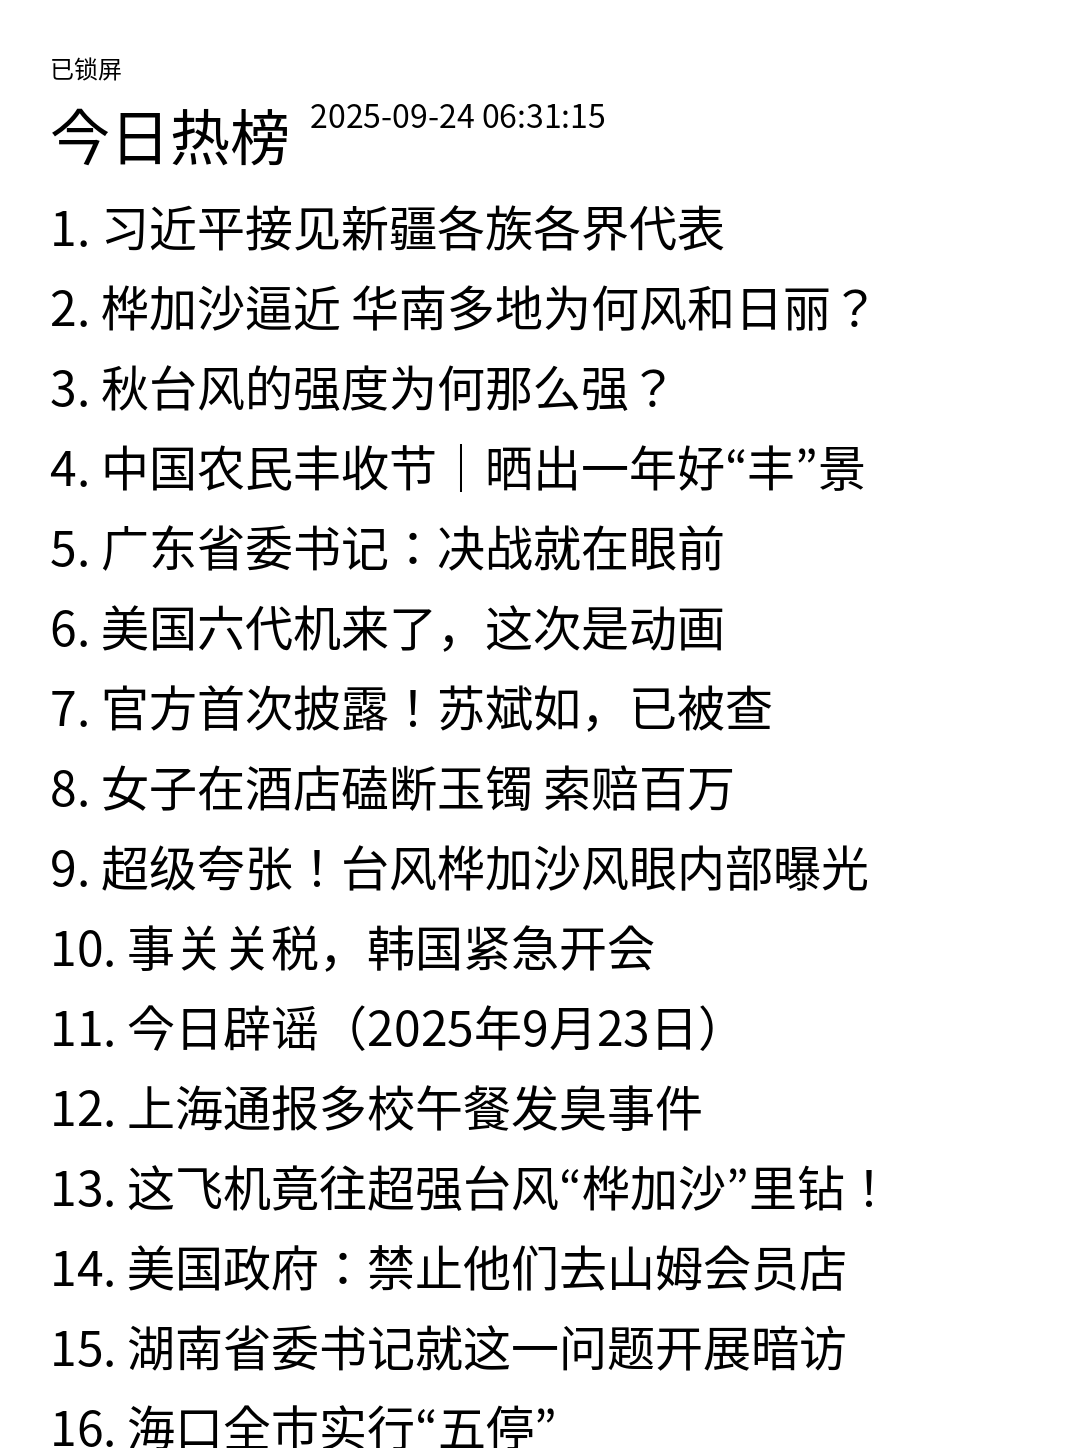 已锁屏
今日热榜 2025-09-24 06:31:15
1. 习近平接见新疆各族各界代表
2. 桦加沙逼近 华南多地为何风和日丽？
3. 秋台风的强度为何那么强？
4. 中国农民丰收节｜晒出一年好“丰”景
5. 广东省委书记：决战就在眼前
6. 美国六代机来了，这次是动画
7. 官方首次披露！苏斌如，已被查
8. 女子在酒店磕断玉镯 索赔百万
9. 超级夸张！台风桦加沙风眼内部曝光
10. 事关关税，韩国紧急开会
11. 今日辟谣（2025年9月23日）
12. 上海通报多校午餐发臭事件
13. 这飞机竟往超强台风“桦加沙”里钻！
14. 美国政府：禁止他们去山姆会员店
15. 湖南省委书记就这一问题开展暗访
16. 海口全市实行“五停”